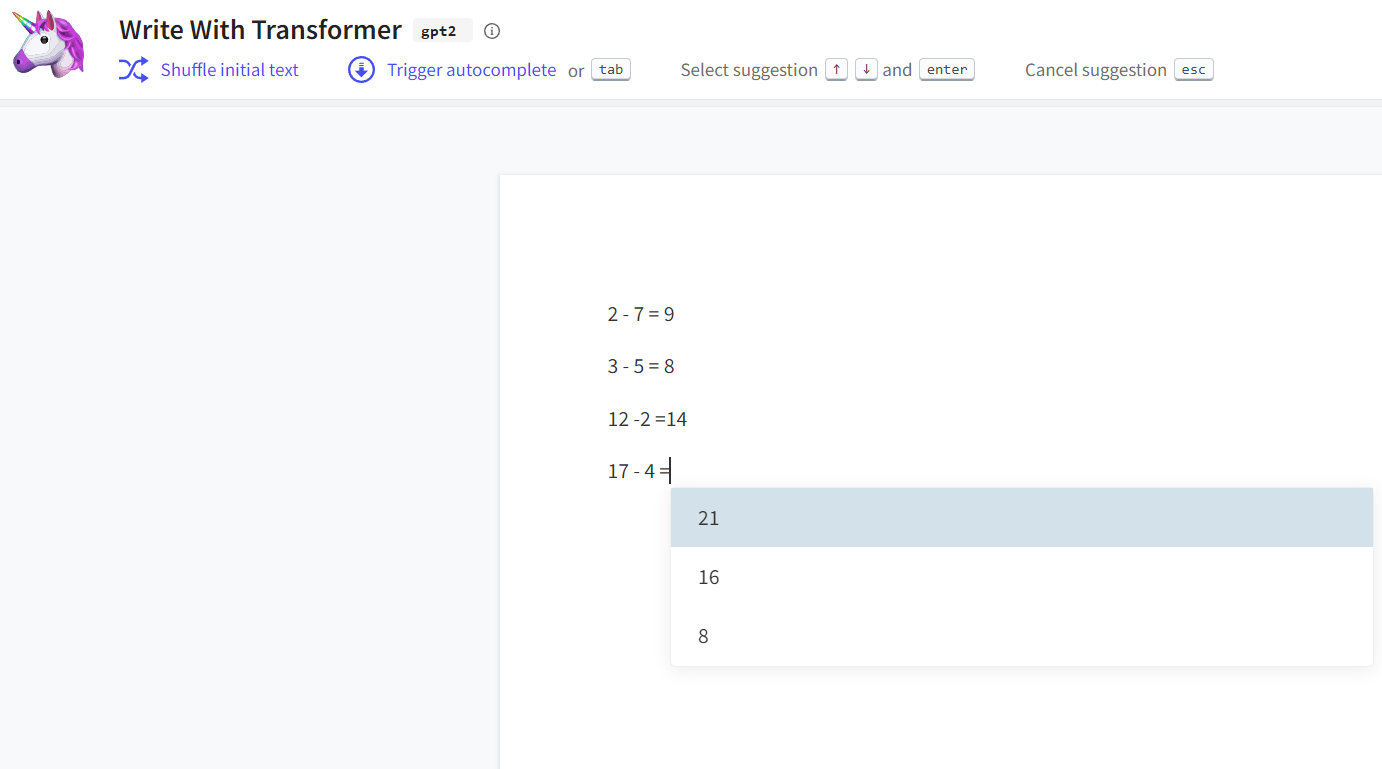 Write With Transformer gpt2
Shuffle initial text Trigger autocomplete or tab Select suggestion ↑ ↓ and enter Cancel suggestion esc
2 - 7 = 9
3 - 5 = 8
12 -2 =14
17 - 4 =
21
16
8